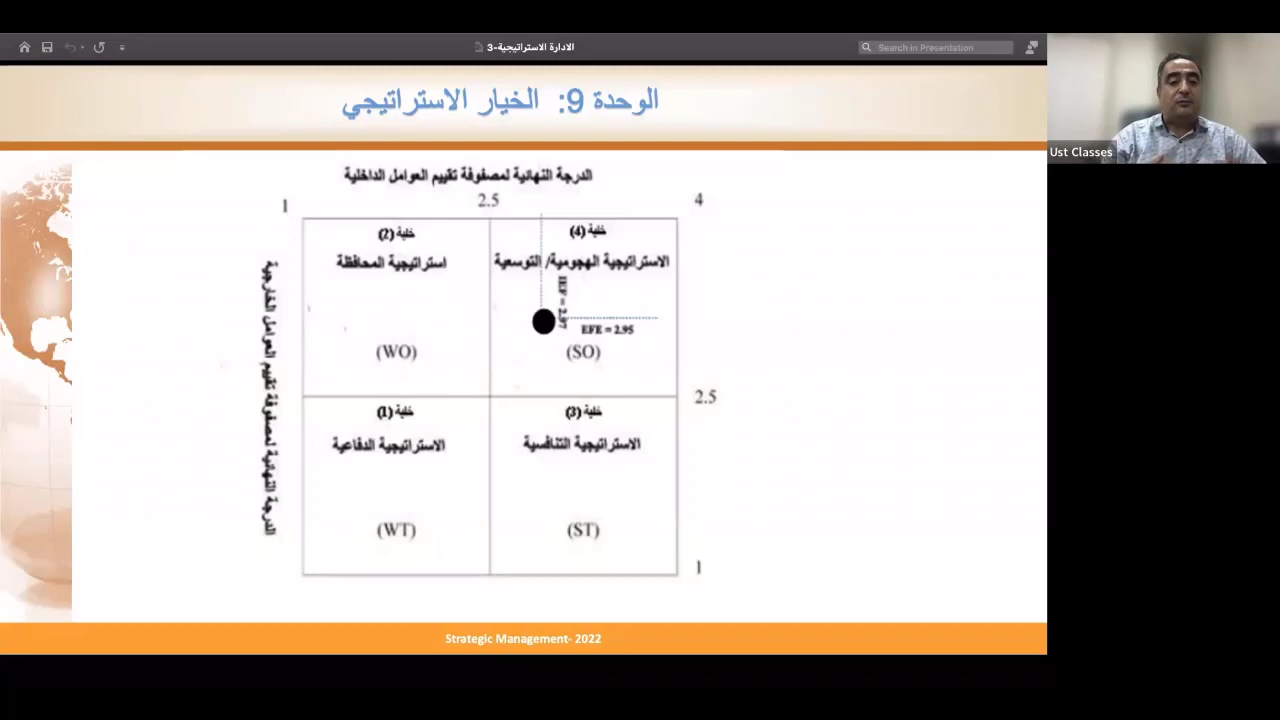 الادارة الاستراتيجية-3
Search in Presentation
الوحدة 9: الخيار الاستراتيجي
Ust Classes
الدرجة النهائية لمصفوفة تقييم العوامل الداخلية
1
2.5
4
خلية (2)
خلية (4)
استراتيجية المحافظة
الاستراتيجية الهجومية/ التوسعية
IEF = 2.97
EFE = 2.95
(WO)
(SO)
الدرجة النهائية لمصفوفة تقييم العوامل الخارجية
2.5
خلية (1)
خلية (3)
الاستراتيجية الدفاعية
الاستراتيجية التنافسية
(WT)
(ST)
1
Strategic Management- 2022